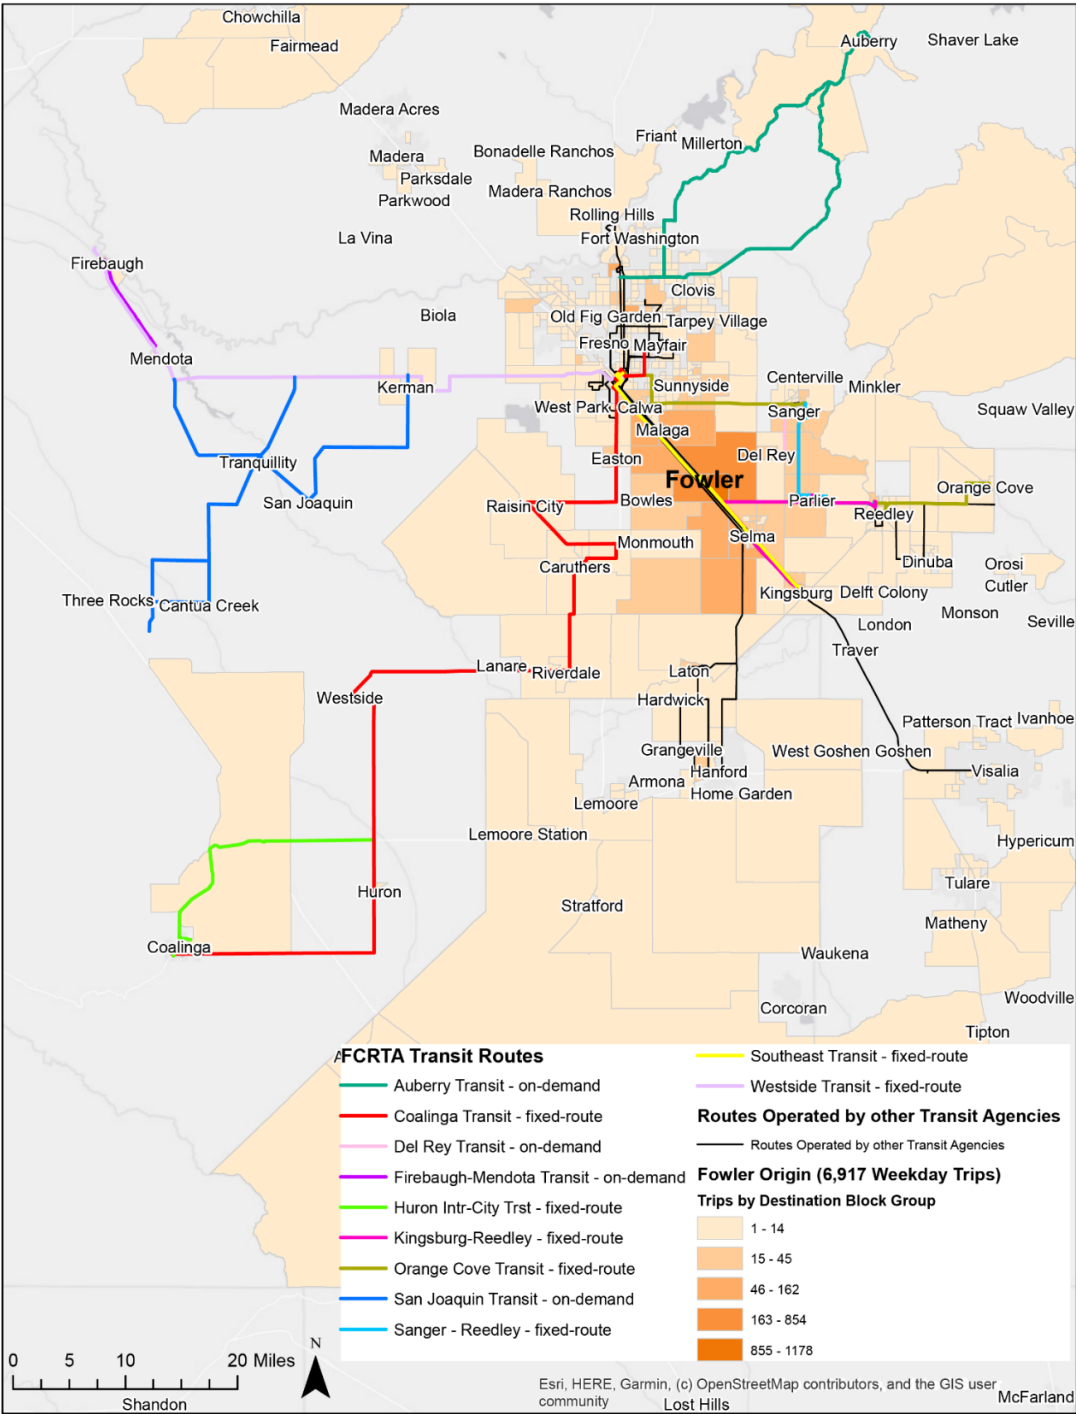 Chowchilla
Fairmead
Auberry
Shaver Lake
Madera Acres
Friant
Millerton
Madera
Bonadelle Ranchos
Parksdale
Madera Ranchos
Parkwood
Rolling Hills
La Vina
Fort Washington
Firebaugh
Clovis
Biola
Old Fig Garden
Tarpey Village
Fresno
Mayfair
Mendota
Kerman
Sunnyside
Centerville
Minkler
West Park
Calwa
Sanger
Squaw Valley
Malaga
Easton
Del Rey
Tranquillity
Fowler
Orange Cove
San Joaquin
Raisin City
Bowles
Parlier
Reedley
Monmouth
Selma
Caruthers
Dinuba
Orosi
Cutler
Three Rocks
Cantua Creek
Kingsburg
Delft Colony
Monson
London
Seville
Traver
Lanare
Riverdale
Laton
Westside
Hardwick
Patterson Tract
Ivanhoe
Grangeville
West Goshen
Goshen
Hanford
Visalia
Armona
Home Garden
Lemoore
Lemoore Station
Hypericum
Huron
Tulare
Stratford
Matheny
Coalinga
Waukena
Corcoran
Woodville
Tipton
FCRTA Transit Routes
Auberry Transit - on-demand
Coalinga Transit - fixed-route
Del Rey Transit - on-demand
Firebaugh-Mendota Transit - on-demand
Huron Intr-City Trst - fixed-route
Kingsburg-Reedley - fixed-route
Orange Cove Transit - fixed-route
San Joaquin Transit - on-demand
Sanger - Reedley - fixed-route
Southeast Transit - fixed-route
Westside Transit - fixed-route
Routes Operated by other Transit Agencies
Routes Operated by other Transit Agencies
Fowler Origin (6,917 Weekday Trips)
Trips by Destination Block Group
1 - 14
15 - 45
46 - 162
163 - 854
855 - 1178
N
0 5 10 20 Miles
Esri, HERE, Garmin, (c) OpenStreetMap contributors, and the GIS user
community
Shandon
Lost Hills
McFarland